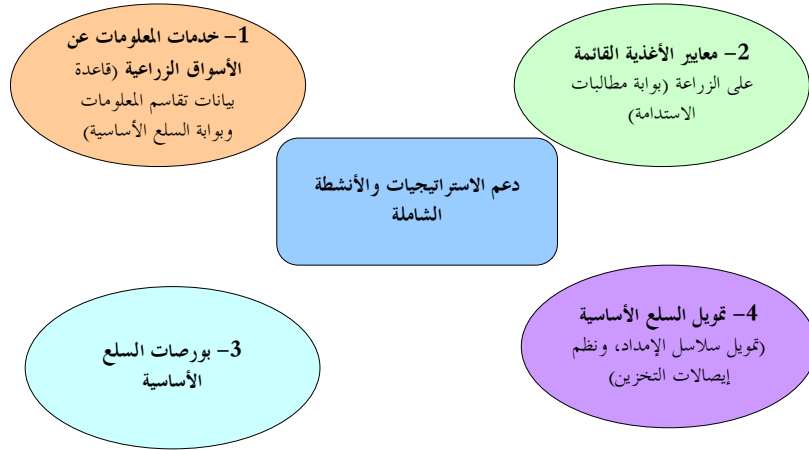 1- خدمات المعلومات عن
الأسواق الزراعية (قاعدة
بيانات تقاسم المعلومات
وبوابة السلع الأساسية)
2- معايير الأغذية القائمة
على الزراعة (بوابة مطالبات
الاستدامة)
دعم الاستراتيجيات والأنشطة
الشاملة
3- بورصات السلع
الأساسية
4- تمويل السلع الأساسية
(تمويل سلاسل الإمداد، ونظم
إيصالات التخزين)